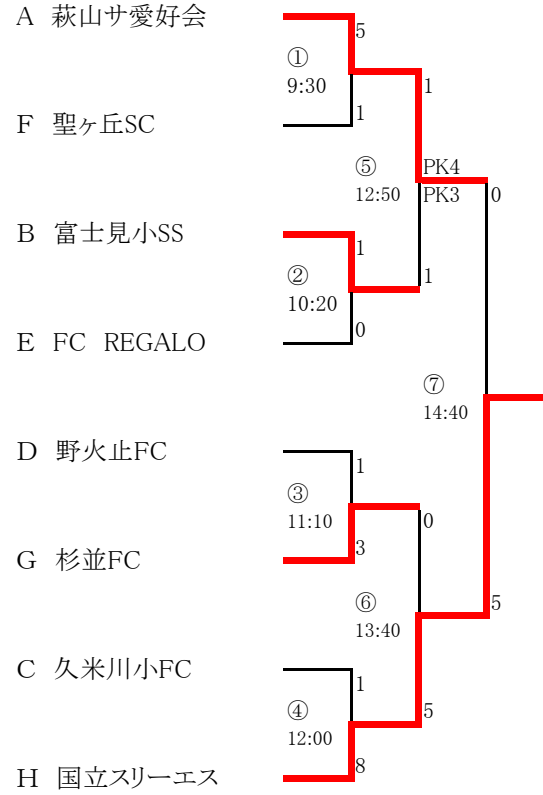 A 萩山サ愛好会
5
①
9:30
1
F 聖ヶ丘SC
1
⑤
12:50
PK4
PK3
0
B 富士見小SS
1
②
10:20
1
0
E FC REGALO
⑦
14:40
D 野火止FC
1
③
11:10
0
3
G 杉並FC
⑥
13:40
5
C 久米川小FC
1
④
12:00
5
8
H 国立スリーエス